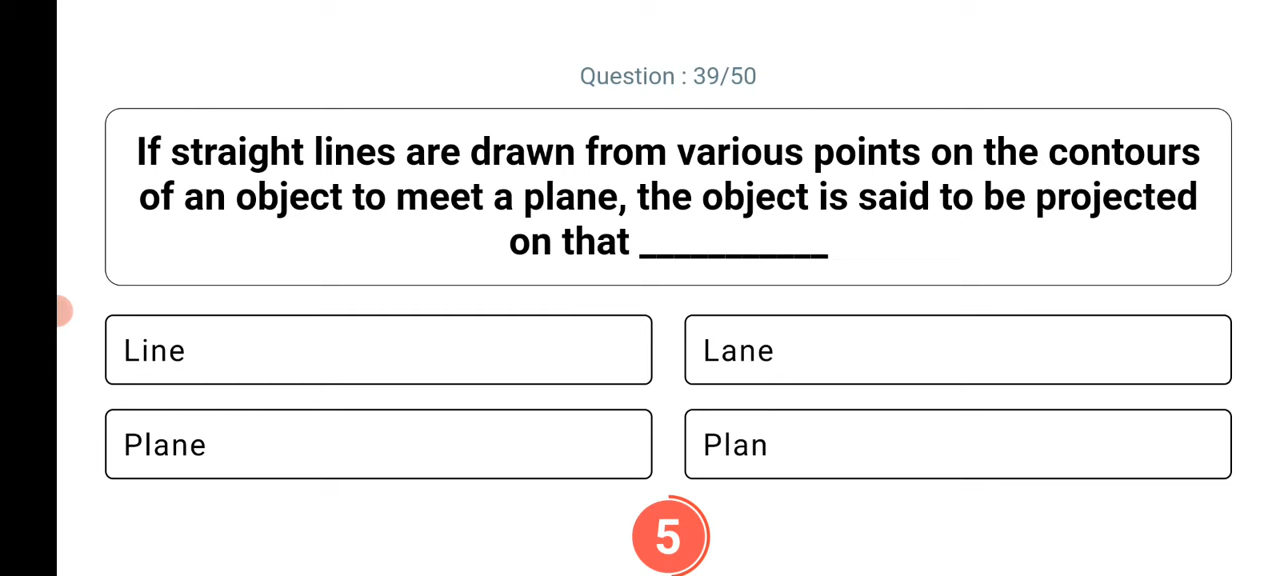 Question : 39/50
If straight lines are drawn from various points on the contours
of an object to meet a plane, the object is said to be projected
on that ___________
Line
Lane
Plane
Plan
5